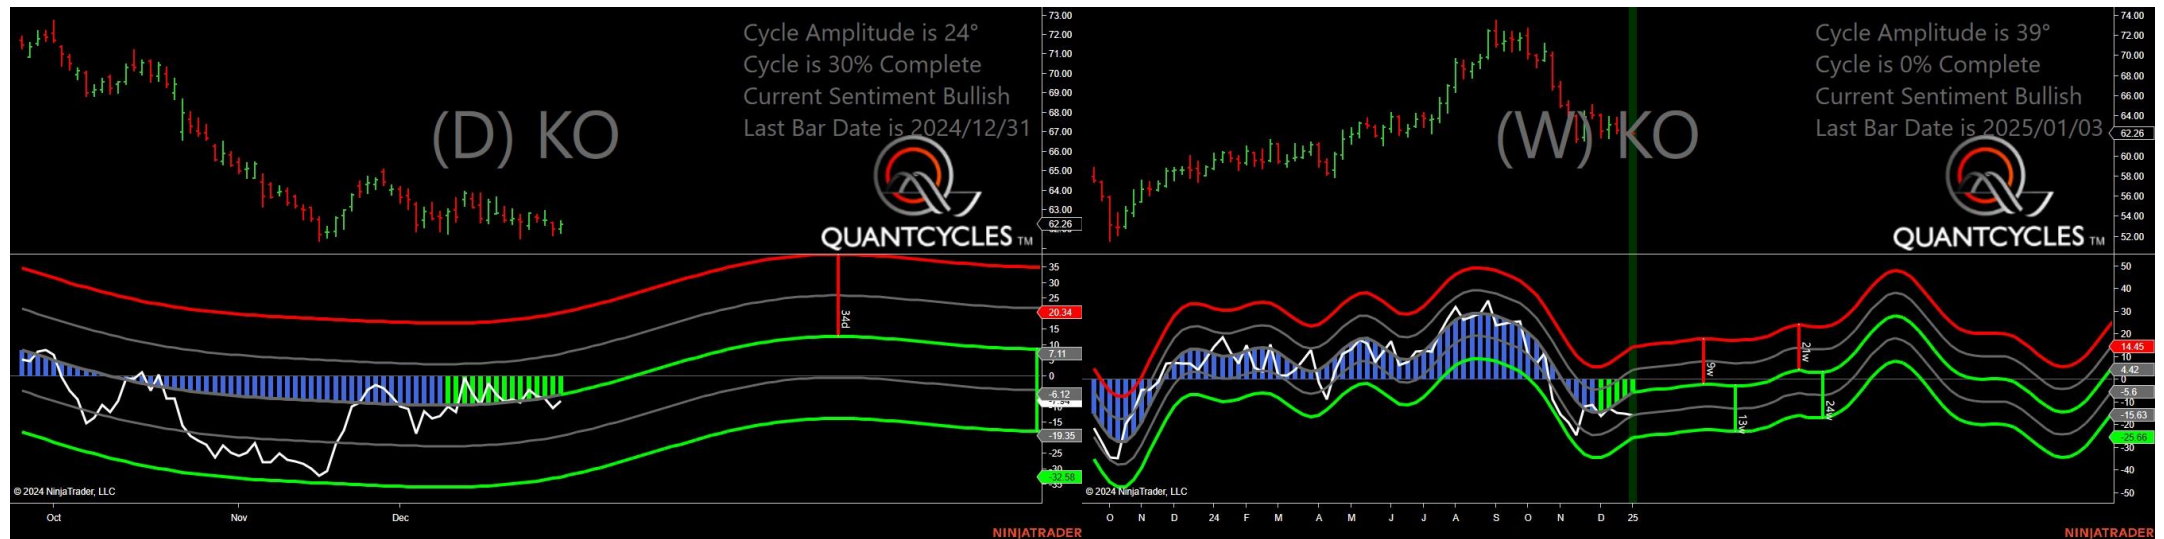 Cycle Amplitude is 24°
Cycle is 30% Complete
Current Sentiment Bullish
Last Bar Date is 2024/12/31
(D) KO
QUANTCYCLES TM
73.00
72.00
71.00
70.00
69.00
68.00
67.00
66.00
65.00
64.00
63.00
62.26
35
30
25
20.34
15
10
7.11
0
-6.12
-10
-15
-19.35
-25
-30
-32.58
-35
34d
© 2024 NinjaTrader, LLC
Oct Nov Dec
NINJATRADER
Cycle Amplitude is 39°
Cycle is 0% Complete
Current Sentiment Bullish
Last Bar Date is 2025/01/03
(W) KO
QUANTCYCLES TM
74.00
72.00
70.00
68.00
66.00
64.00
62.26
60.00
58.00
56.00
54.00
52.00
50
40
30
20
14.45
10
4.42
0
-5.6
-10
-15.63
-20
-25.66
-30
-40
-50
9w
13w
21w
24w
© 2024 NinjaTrader, LLC
O N D 24 F M A M J J A S O N D 25
NINJATRADER